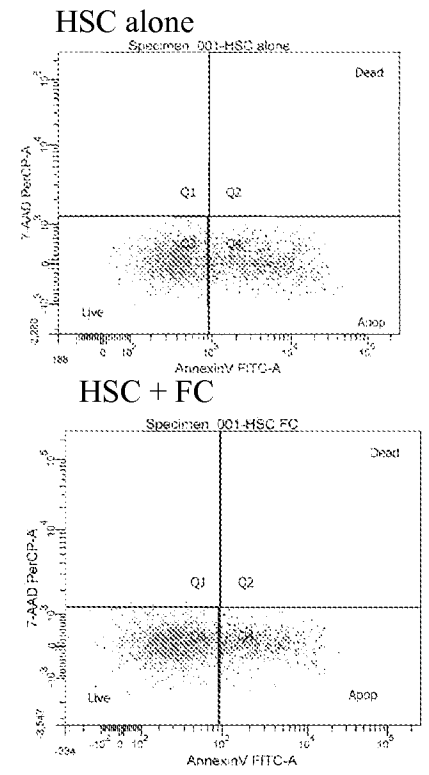 HSC alone
Specimen_001-HSC alone
Dead
7-AAD PerCP-A
Q1 Q2
Q3 Q4
Live
Apop
AnnexinV FITC-A
HSC + FC
Specimen_001-HSC FC
Dead
7-AAD PerCP-A
Q1 Q2
Live
Apop
-334
AnnexinV FITC-A